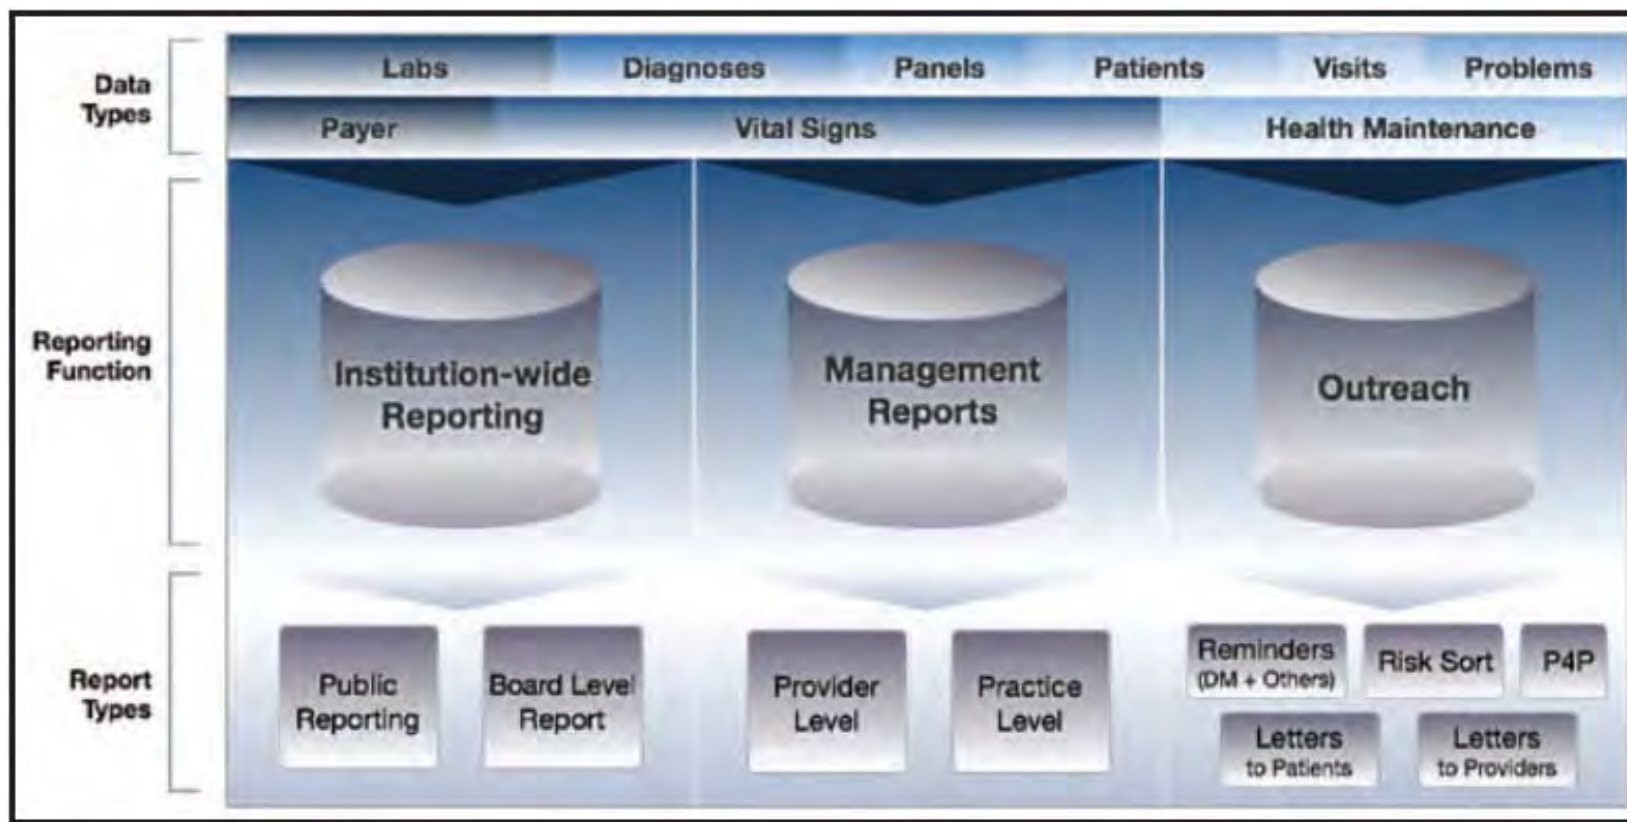 Data
Types
Labs Diagnoses Panels Patients Visits Problems
Payer Vital Signs Health Maintenance
Reporting
Function
Institution-wide
Reporting
Management
Reports
Outreach
Report
Types
Public
Reporting
Board Level
Report
Provider
Level
Practice
Level
Reminders
(DM + Others)
Risk Sort
P4P
Letters
to Patients
Letters
to Providers